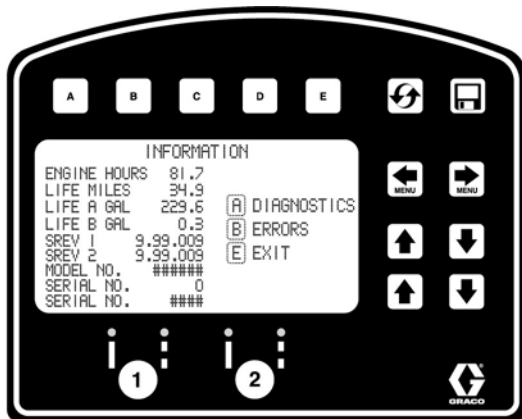 A B C D E
INFORMATION
ENGINE HOURS 81.7
LIFE MILES 34.9
LIFE A GAL 229.6
LIFE B GAL 0.3
SREV 1 9.99.009
SREV 2 9.99.009
MODEL NO. ######
SERIAL NO. 0
SERIAL NO. ####
A DIAGNOSTICS
B ERRORS
E EXIT
MENU MENU
1 2
G
GRACO